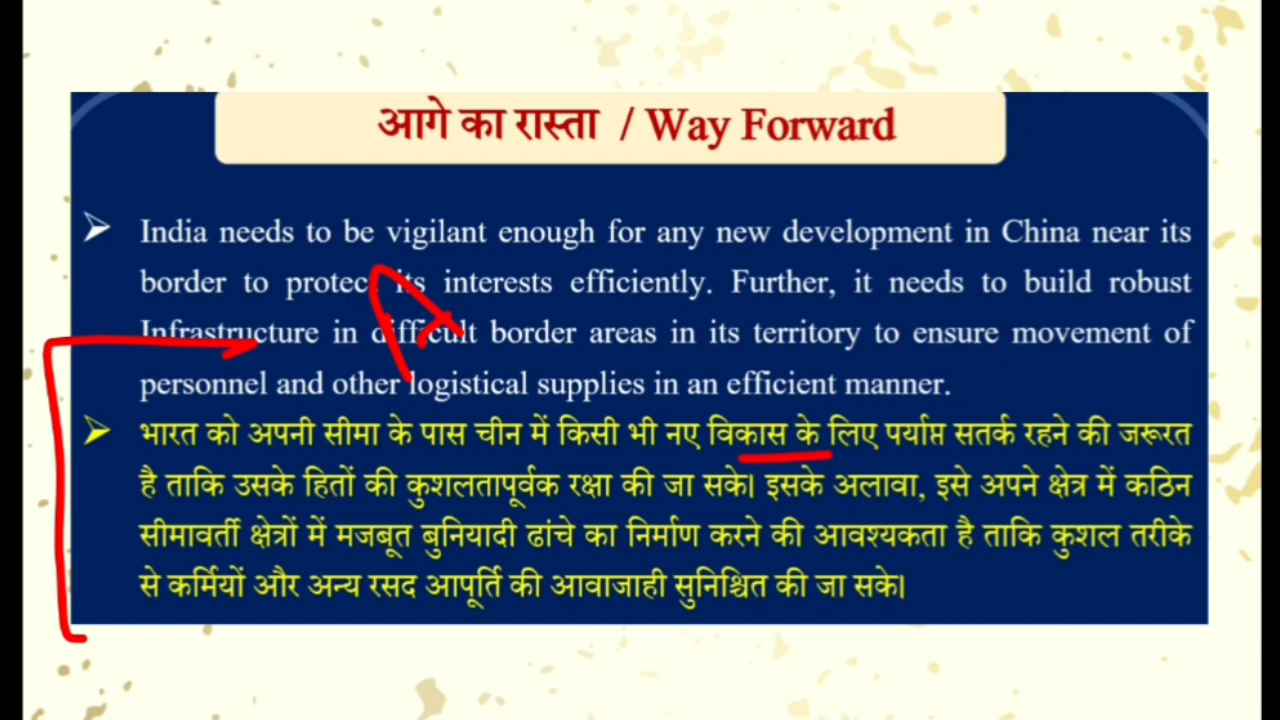 आगे का रास्ता / Way Forward
India needs to be vigilant enough for any new development in China near its
border to protect its interests efficiently. Further, it needs to build robust
Infrastructure in difficult border areas in its territory to ensure movement of
personnel and other logistical supplies in an efficient manner.
भारत को अपनी सीमा के पास चीन में किसी भी नए विकास के लिए पर्याप्त सतर्क रहने की जरूरत
है ताकि उसके हितों की कुशलतापूर्वक रक्षा की जा सके। इसके अलावा, इसे अपने क्षेत्र में कठिन
सीमावर्ती क्षेत्रों में मजबूत बुनियादी ढांचे का निर्माण करने की आवश्यकता है ताकि कुशल तरीके
से कर्मियों और अन्य रसद आपूर्ति की आवाजाही सुनिश्चित की जा सके।